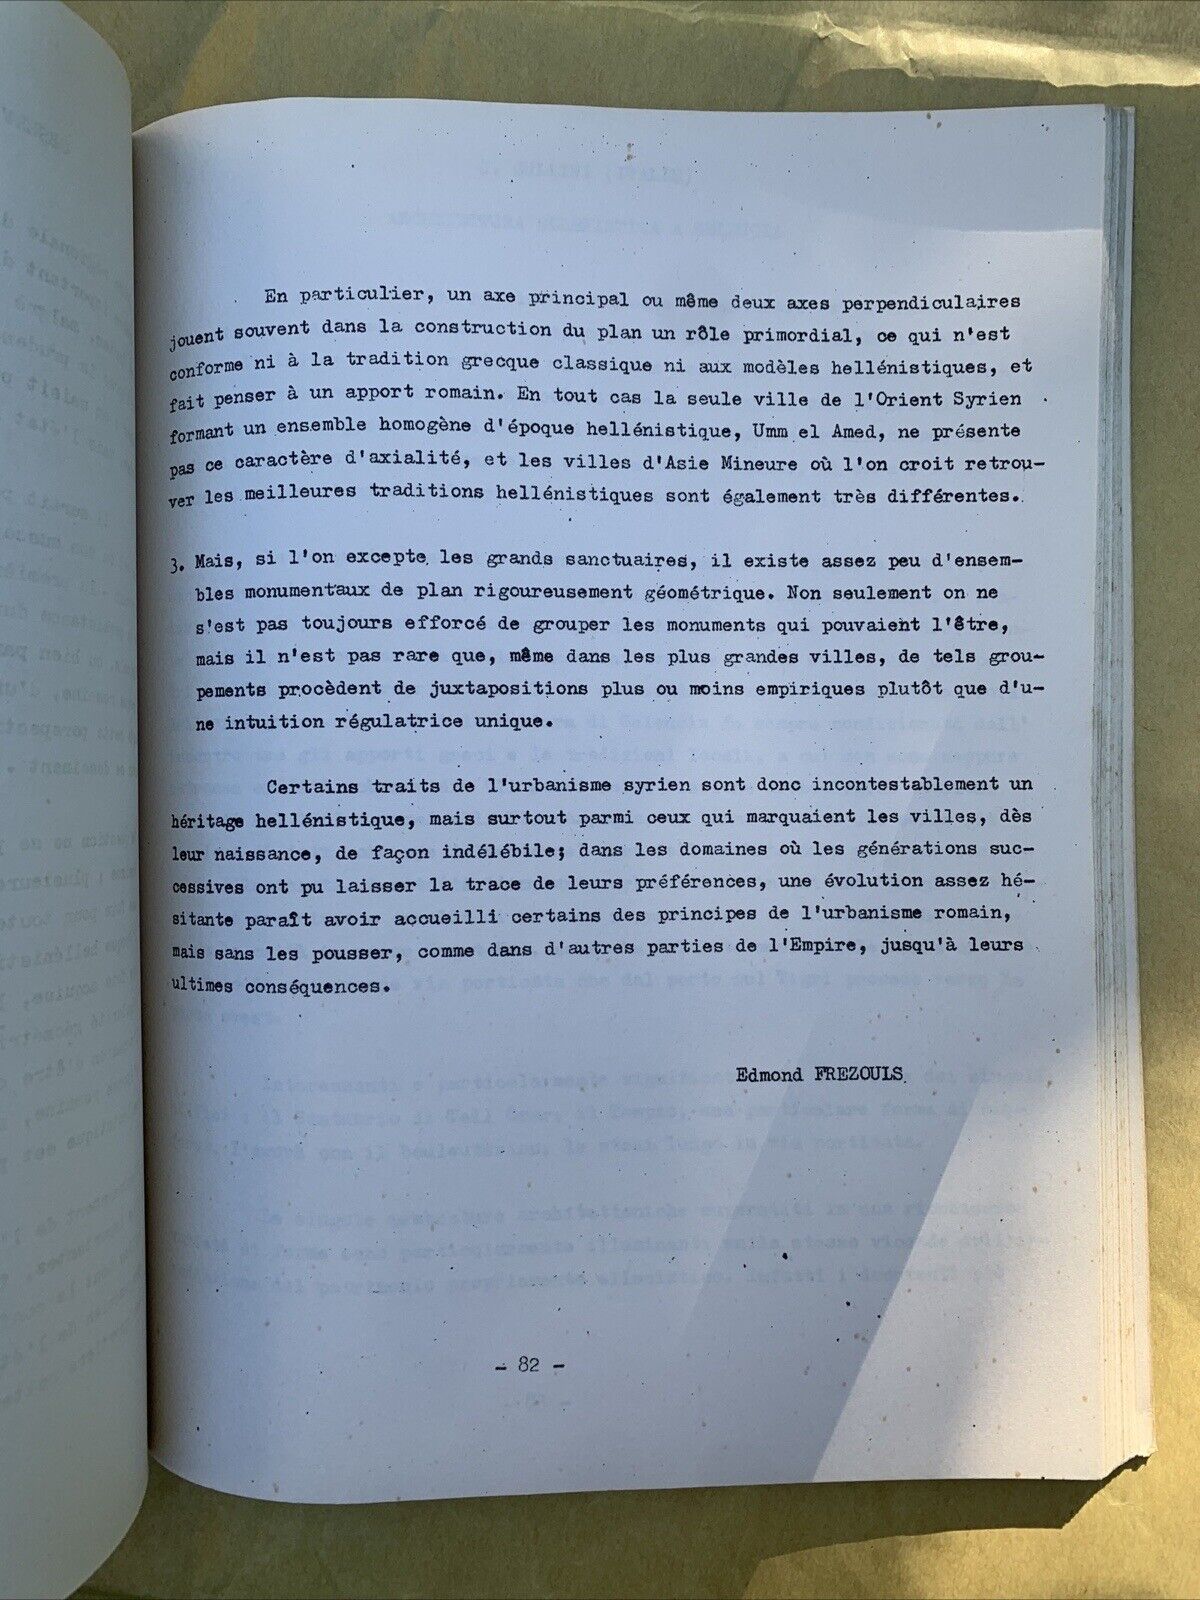 En particulier, un axe principal ou même deux axes perpendiculaires
jouent souvent dans la construction du plan un rôle primordial, ce qui n'est
conforme ni à la tradition grecque classique ni aux modèles hellénistiques, et
fait penser à un apport romain. En tout cas la seule ville de l'Orient Syrien
formant un ensemble homogène d'époque hellénistique, Umm el Amed, ne présente
pas ce caractère d'axialité, et les villes d'Asie Mineure où l'on croit retrou-
ver les meilleures traditions hellénistiques sont également très différentes.
3. Mais, si l'on excepte les grands sanctuaires, il existe assez peu d'ensem-
bles monumentaux de plan rigoureusement géométrique. Non seulement on ne
s'est pas toujours efforcé de grouper les monuments qui pouvaient l'être,
mais il n'est pas rare que, même dans les plus grandes villes, de tels grou-
pements procèdent de juxtapositions plus ou moins empiriques plutôt que d'u-
ne intuition régulatrice unique.
Certains traits de l'urbanisme syrien sont donc incontestablement un
héritage hellénistique, mais surtout parmi ceux qui marquaient les villes, dès
leur naissance, de façon indélébile; dans les domaines où les générations suc-
cessives ont pu laisser la trace de leurs préférences, une évolution assez hé-
sitante paraît avoir accueilli certains des principes de l'urbanisme romain,
mais sans les pousser, comme dans d'autres parties de l'Empire, jusqu'à leurs
ultimes conséquences.
Edmond FREZOULS
- 82 -